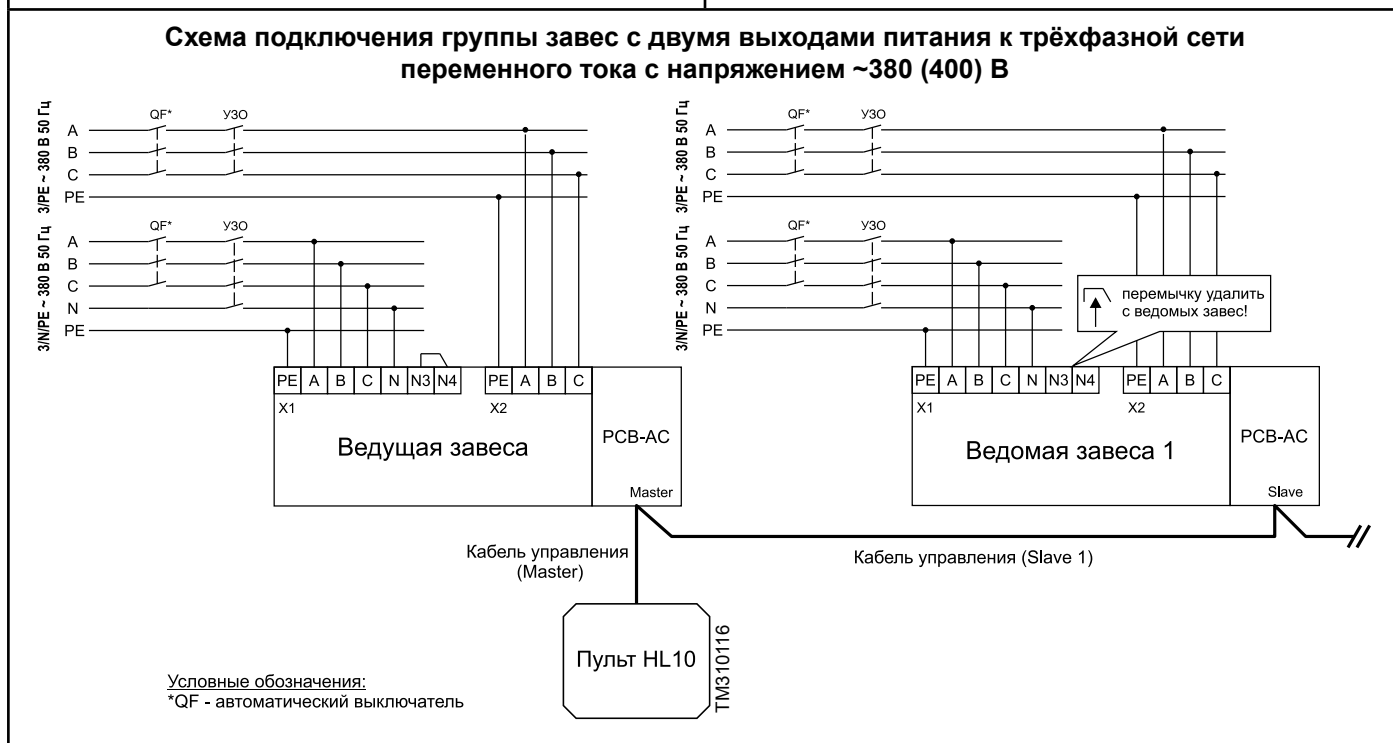 Схема подключения группы завес с двумя выходами питания к трёхфазной сети
переменного тока с напряжением ~380 (400) В
3/PE ~ 380 В 50 Гц
QF* УЗО
A
B
C
PE
3/N/PE ~ 380 В 50 Гц
QF* УЗО
A
B
C
N
PE
PE A B C N N3 N4
X1
PE A B C
X2
Ведущая завеса
PCB-AC
Master
3/PE ~ 380 В 50 Гц
QF* УЗО
A
B
C
PE
3/N/PE ~ 380 В 50 Гц
QF* УЗО
A
B
C
N
PE
перемычку удалить
с ведомых завес!
PE A B C N N3 N4
X1
PE A B C
X2
Ведомая завеса 1
PCB-AC
Slave
Кабель управления
(Master)
Кабель управления (Slave 1)
Пульт HL10
TM310116
Условные обозначения:
*QF - автоматический выключатель